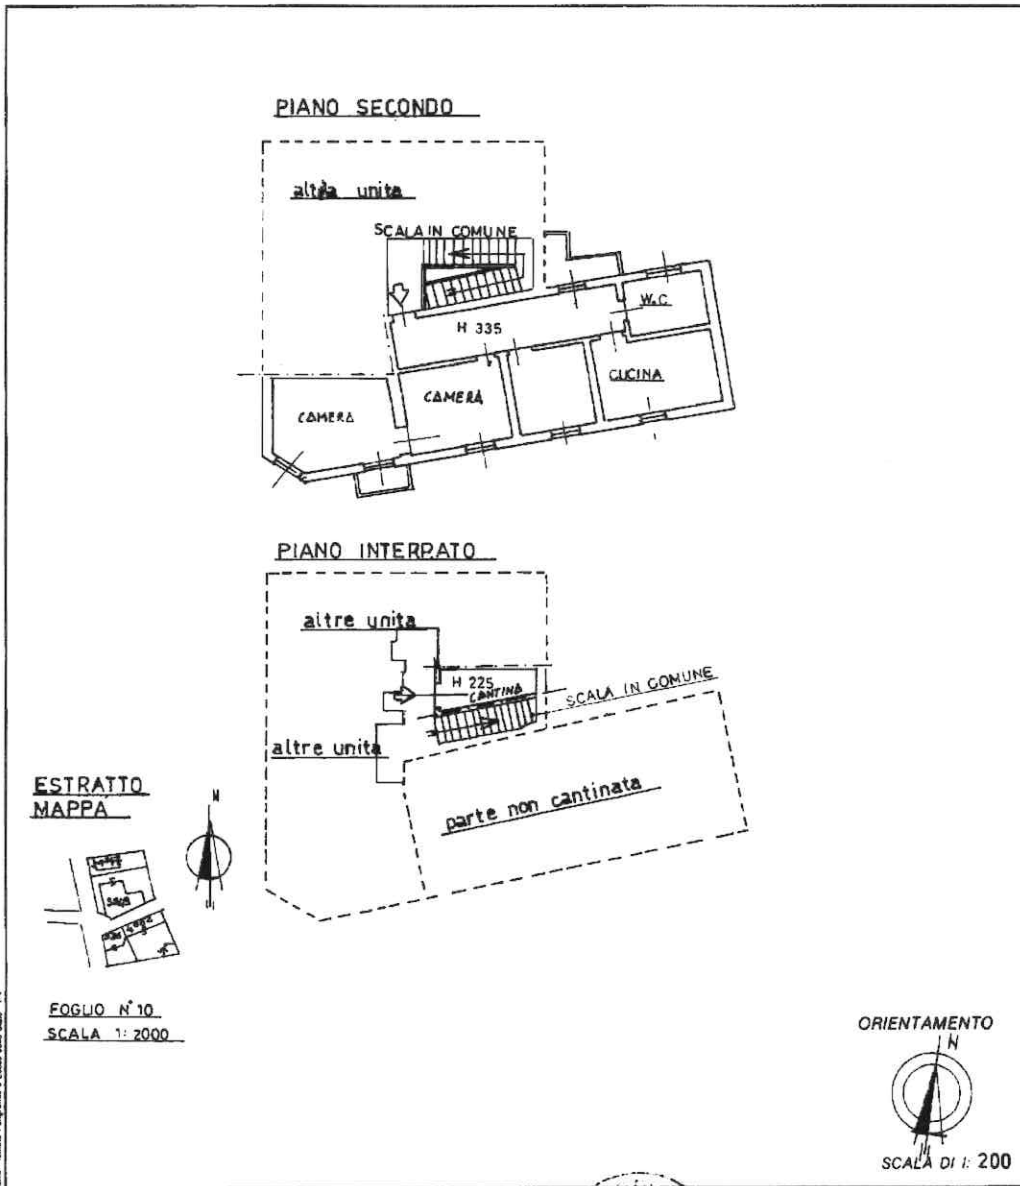 PIANO SECONDO
altra unita
SCALA IN COMUNE
H 335
W.C
CUCINA
CAMERA
CAMERA
PIANO INTERRATO
altre unita
H 225
CANTINA
SCALA IN COMUNE
altre unita
parte non cantinata
ESTRATTO
MAPPA
N
FOGLIO N° 10
SCALA 1: 2000
ORIENTAMENTO
N
SCALA DI 1: 200